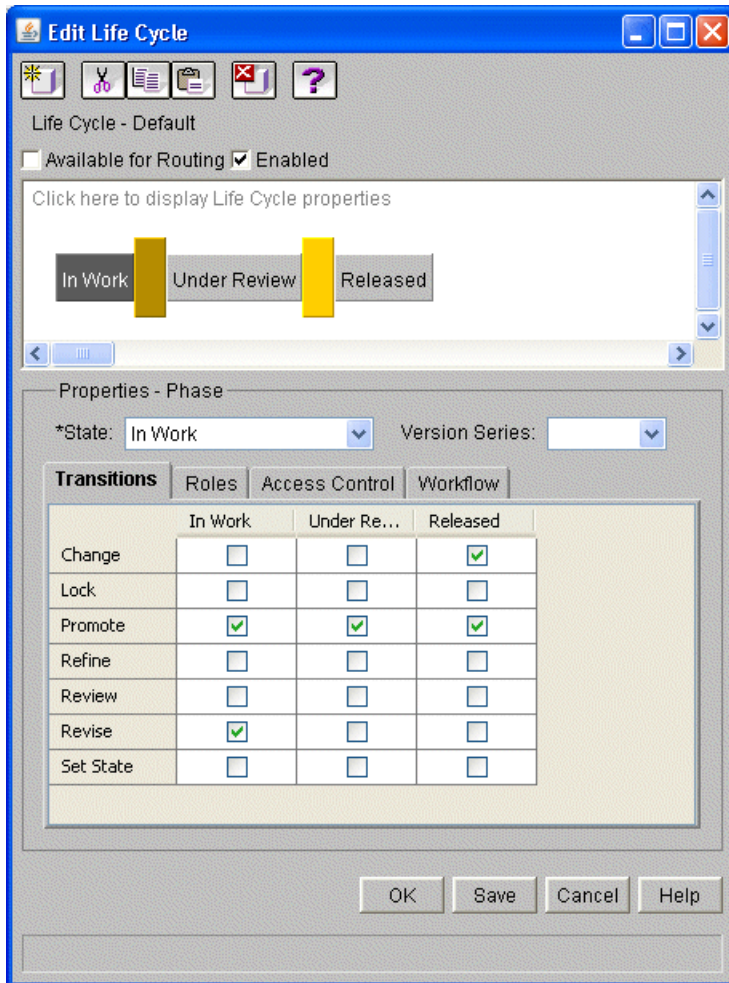 Edit Life Cycle
Life Cycle - Default
Available for Routing Enabled
Click here to display Life Cycle properties
In Work Under Review Released
Properties - Phase
*State: In Work Version Series:
Transitions Roles Access Control Workflow
In Work Under Re... Released
Change
Lock
Promote
Refine
Review
Revise
Set State
OK Save Cancel Help